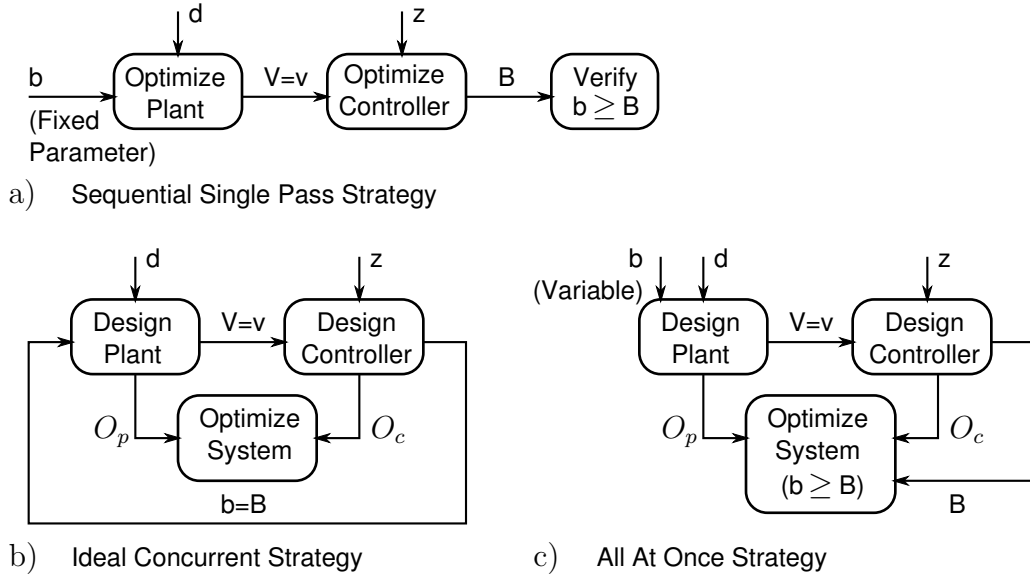 d
z
b
Optimize
Plant
V=v
Optimize
Controller
B
Verify
b ≥ B
(Fixed
Parameter)
a) Sequential Single Pass Strategy
d
z
Design
Plant
V=v
Design
Controller
O_p
Optimize
System
O_c
b=B
b) Ideal Concurrent Strategy
b
(Variable)
d
z
Design
Plant
V=v
Design
Controller
O_p
Optimize
System
(b ≥ B)
O_c
B
c) All At Once Strategy